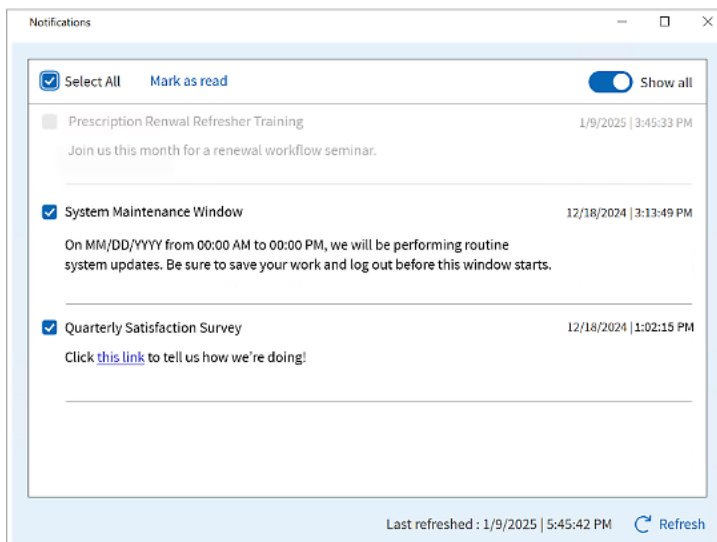 Notifications
Select All Mark as read Show all
Prescription Renwal Refresher Training 1/9/2025 | 3:45:33 PM
Join us this month for a renewal workflow seminar.
System Maintenance Window 12/18/2024 | 3:13:49 PM
On MM/DD/YYYY from 00:00 AM to 00:00 PM, we will be performing routine
system updates. Be sure to save your work and log out before this window starts.
Quarterly Satisfaction Survey 12/18/2024 | 1:02:15 PM
Click this link to tell us how we're doing!
Last refreshed : 1/9/2025 | 5:45:42 PM Refresh